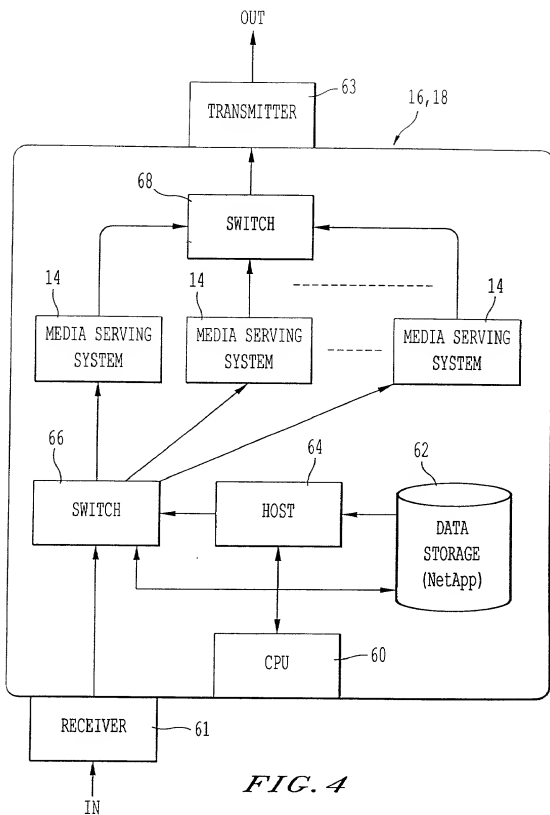 OUT
TRANSMITTER
63
16,18
68
SWITCH
14
14
14
MEDIA SERVING
SYSTEM
MEDIA SERVING
SYSTEM
MEDIA SERVING
SYSTEM
66
64
62
SWITCH
HOST
DATA
STORAGE
(NetApp)
CPU
60
RECEIVER
61
IN
FIG. 4